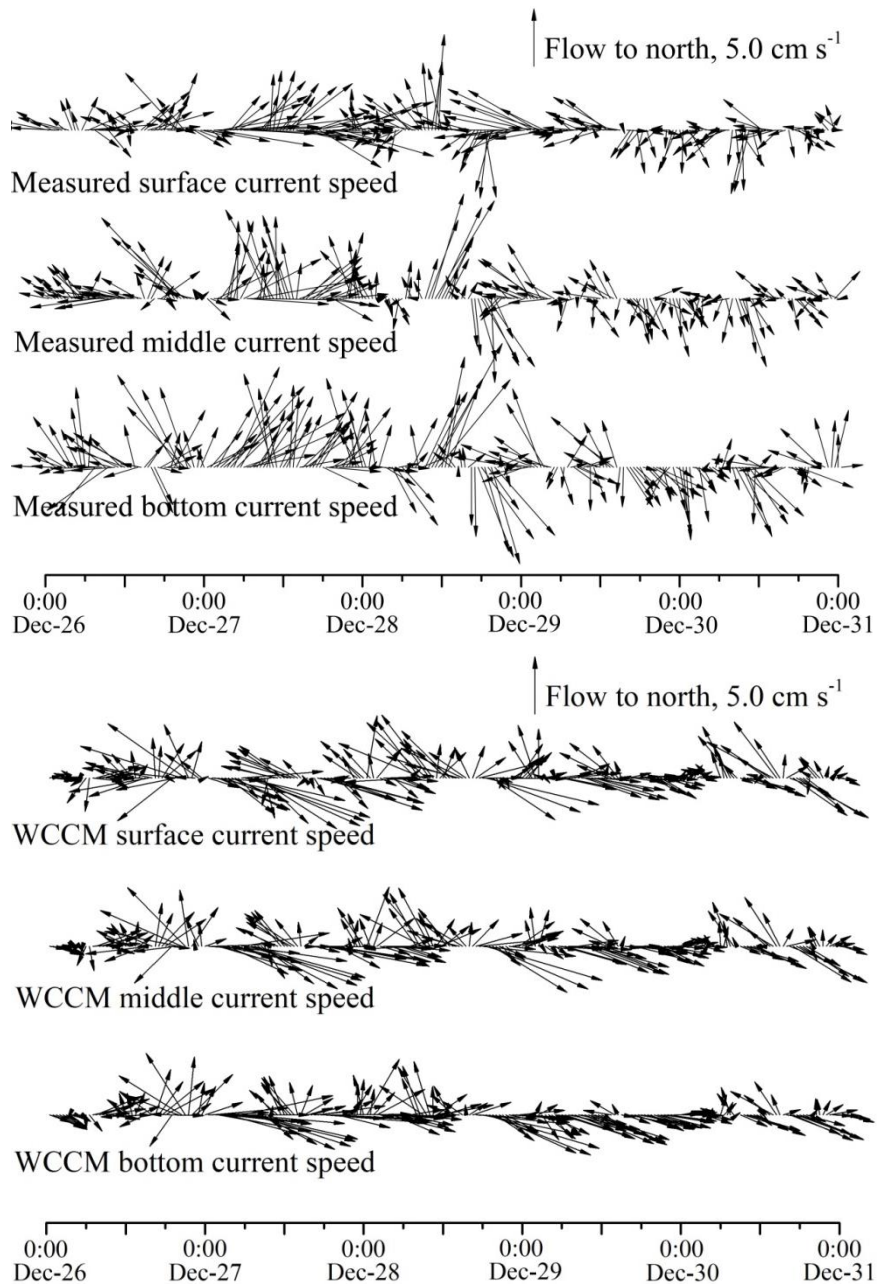 Flow to north, 5.0 cm s⁻¹
Measured surface current speed
Measured middle current speed
Measured bottom current speed
0:00 0:00 0:00 0:00 0:00 0:00
Dec-26 Dec-27 Dec-28 Dec-29 Dec-30 Dec-31
Flow to north, 5.0 cm s⁻¹
WCCM surface current speed
WCCM middle current speed
WCCM bottom current speed
0:00 0:00 0:00 0:00 0:00 0:00
Dec-26 Dec-27 Dec-28 Dec-29 Dec-30 Dec-31